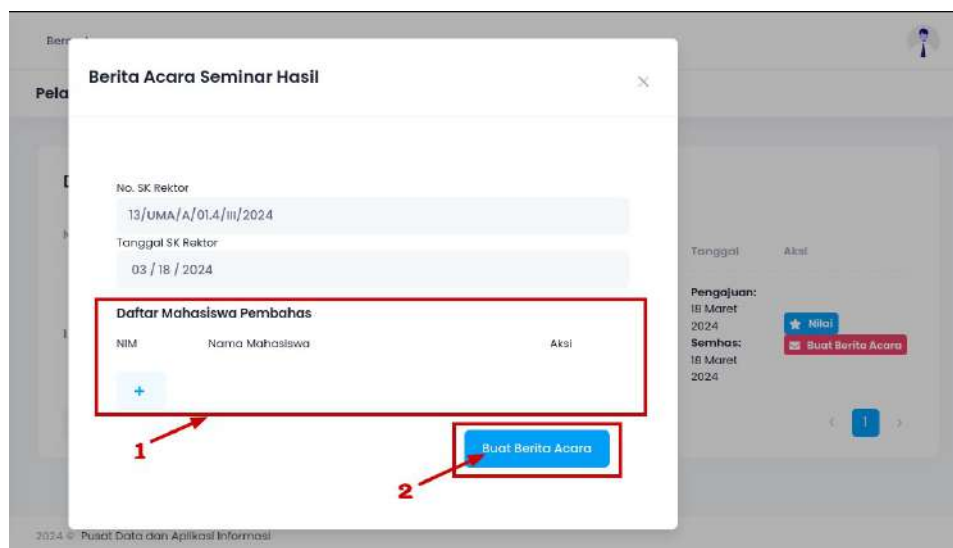 Berita Acara Seminar Hasil
Pela
No. SK Rektor
13/UMA/A/01.4/III/2024
Tanggal SK Rektor
03 / 18 / 2024
Daftar Mahasiswa Pembahas
NIM Nama Mahasiswa Aksi
+
1
Buat Berita Acara
2
Tanggal Aksi
Pengajuan:
18 Maret
2024
Semhas:
18 Maret
2024
Nilai
Buat Berita Acara
1
2024 © Pusat Data dan Aplikasi Informasi